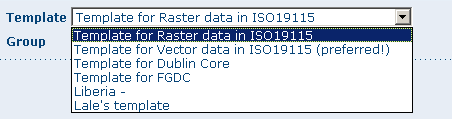 Template Template for Raster data in ISO19115
Group
Template for Raster data in ISO19115
Template for Vector data in ISO19115 (preferred!)
Template for Dublin Core
Template for FGDC
Liberia -
Lale's template